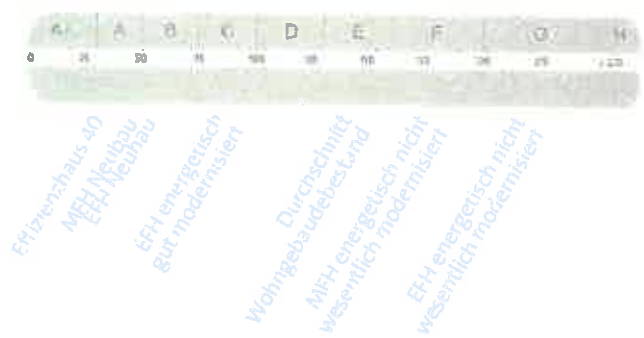 A+ A B C D E F G H
0 25 50 75 100
Effizienzhaus 40
MFH Neubau
EFH Neubau
EFH energetisch
gut modernisiert
Durchschnitt
Wohngebäudebestand
MFH energetisch nicht
wesentlich modernisiert
EFH energetisch nicht
wesentlich modernisiert